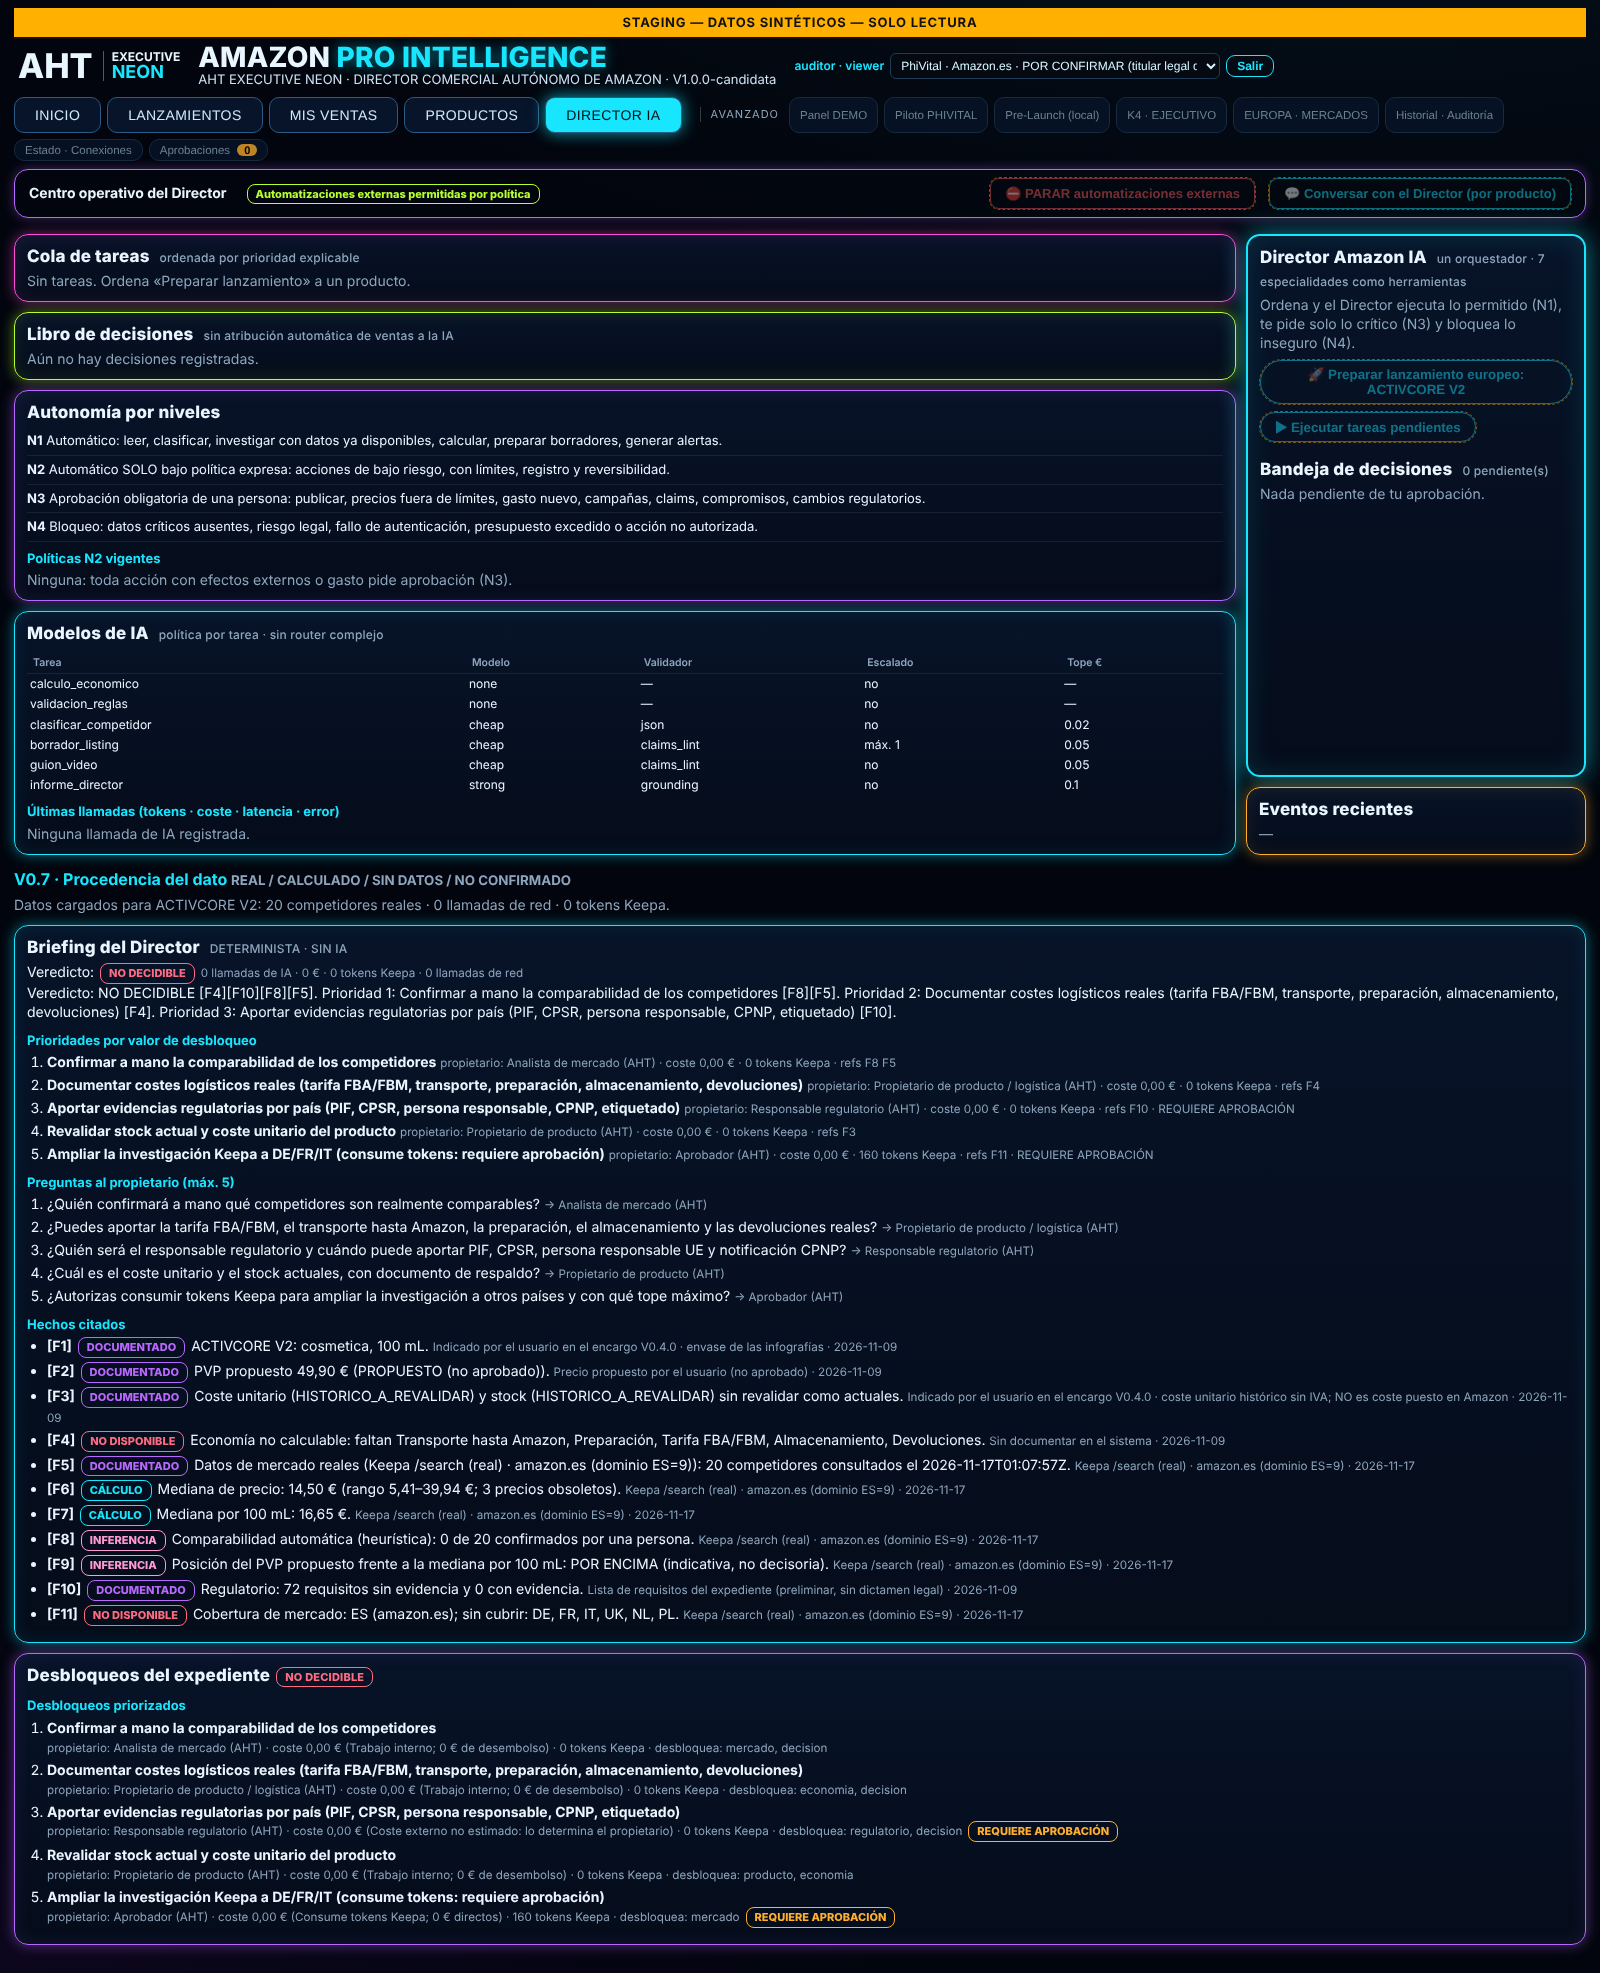 STAGING — DATOS SINTÉTICOS — SOLO LECTURA
AHT EXECUTIVE NEON
AMAZON PRO INTELLIGENCE
AHT EXECUTIVE NEON · DIRECTOR COMERCIAL AUTÓNOMO DE AMAZON · V1.0.0-candidata
auditor · viewer PhiVital · Amazon.es · POR CONFIRMAR (titular legal c Salir
INICIO LANZAMIENTOS MIS VENTAS PRODUCTOS DIRECTOR IA AVANZADO Panel DEMO Piloto PHIVITAL Pre-Launch (local) K4 · EJECUTIVO EUROPA · MERCADOS Historial · Auditoría
Estado · Conexiones Aprobaciones 0
Centro operativo del Director Automatizaciones externas permitidas por política ⛔ PARAR automatizaciones externas 💬 Conversar con el Director (por producto)
Cola de tareas ordenada por prioridad explicable
Sin tareas. Ordena «Preparar lanzamiento» a un producto.
Libro de decisiones sin atribución automática de ventas a la IA
Aún no hay decisiones registradas.
Autonomía por niveles
N1 Automático: leer, clasificar, investigar con datos ya disponibles, calcular, preparar borradores, generar alertas.
N2 Automático SOLO bajo política expresa: acciones de bajo riesgo, con límites, registro y reversibilidad.
N3 Aprobación obligatoria de una persona: publicar, precios fuera de límites, gasto nuevo, campañas, claims, compromisos, cambios regulatorios.
N4 Bloqueo: datos críticos ausentes, riesgo legal, fallo de autenticación, presupuesto excedido o acción no autorizada.
Políticas N2 vigentes
Ninguna: toda acción con efectos externos o gasto pide aprobación (N3).
Modelos de IA política por tarea · sin router complejo
Tarea Modelo Validador Escalado Tope €
calculo_economico none — no —
validacion_reglas none — no —
clasificar_competidor cheap json no 0.02
borrador_listing cheap claims_lint máx. 1 0.05
guion_video cheap claims_lint no 0.05
informe_director strong grounding no 0.1
Últimas llamadas (tokens · coste · latencia · error)
Ninguna llamada de IA registrada.
Director Amazon IA un orquestador · 7
especialidades como herramientas
Ordena y el Director ejecuta lo permitido (N1),
te pide solo lo crítico (N3) y bloquea lo
inseguro (N4).
🚀 Preparar lanzamiento europeo:
ACTIVCORE V2
▶ Ejecutar tareas pendientes
Bandeja de decisiones 0 pendiente(s)
Nada pendiente de tu aprobación.
Eventos recientes
—
V0.7 · Procedencia del dato REAL / CALCULADO / SIN DATOS / NO CONFIRMADO
Datos cargados para ACTIVCORE V2: 20 competidores reales · 0 llamadas de red · 0 tokens Keepa.
Briefing del Director DETERMINISTA · SIN IA
Veredicto: NO DECIDIBLE 0 llamadas de IA · 0 € · 0 tokens Keepa · 0 llamadas de red
Veredicto: NO DECIDIBLE [F4][F10][F8][F5]. Prioridad 1: Confirmar a mano la comparabilidad de los competidores [F8][F5]. Prioridad 2: Documentar costes logísticos reales (tarifa FBA/FBM, transporte, preparación, almacenamiento,
devoluciones) [F4]. Prioridad 3: Aportar evidencias regulatorias por país (PIF, CPSR, persona responsable, CPNP, etiquetado) [F10].
Prioridades por valor de desbloqueo
1. Confirmar a mano la comparabilidad de los competidores propietario: Analista de mercado (AHT) · coste 0,00 € · 0 tokens Keepa · refs F8 F5
2. Documentar costes logísticos reales (tarifa FBA/FBM, transporte, preparación, almacenamiento, devoluciones) propietario: Propietario de producto / logística (AHT) · coste 0,00 € · 0 tokens Keepa · refs F4
3. Aportar evidencias regulatorias por país (PIF, CPSR, persona responsable, CPNP, etiquetado) propietario: Responsable regulatorio (AHT) · coste 0,00 € · 0 tokens Keepa · refs F10 · REQUIERE APROBACIÓN
4. Revalidar stock actual y coste unitario del producto propietario: Propietario de producto (AHT) · coste 0,00 € · 0 tokens Keepa · refs F3
5. Ampliar la investigación Keepa a DE/FR/IT (consume tokens: requiere aprobación) propietario: Aprobador (AHT) · coste 0,00 € · 160 tokens Keepa · refs F11 · REQUIERE APROBACIÓN
Preguntas al propietario (máx. 5)
1. ¿Quién confirmará a mano qué competidores son realmente comparables? → Analista de mercado (AHT)
2. ¿Puedes aportar la tarifa FBA/FBM, el transporte hasta Amazon, la preparación, el almacenamiento y las devoluciones reales? → Propietario de producto / logística (AHT)
3. ¿Quién será el responsable regulatorio y cuándo puede aportar PIF, CPSR, persona responsable UE y notificación CPNP? → Responsable regulatorio (AHT)
4. ¿Cuál es el coste unitario y el stock actuales, con documento de respaldo? → Propietario de producto (AHT)
5. ¿Autorizas consumir tokens Keepa para ampliar la investigación a otros países y con qué tope máximo? → Aprobador (AHT)
Hechos citados
• [F1] DOCUMENTADO ACTIVCORE V2: cosmetica, 100 mL. Indicado por el usuario en el encargo V0.4.0 · envase de las infografías · 2026-11-09
• [F2] DOCUMENTADO PVP propuesto 49,90 € (PROPUESTO (no aprobado)). Precio propuesto por el usuario (no aprobado) · 2026-11-09
• [F3] DOCUMENTADO Coste unitario (HISTORICO_A_REVALIDAR) y stock (HISTORICO_A_REVALIDAR) sin revalidar como actuales. Indicado por el usuario en el encargo V0.4.0 · coste unitario histórico sin IVA; NO es coste puesto en Amazon · 2026-11-
09
• [F4] NO DISPONIBLE Economía no calculable: faltan Transporte hasta Amazon, Preparación, Tarifa FBA/FBM, Almacenamiento, Devoluciones. Sin documentar en el sistema · 2026-11-09
• [F5] DOCUMENTADO Datos de mercado reales (Keepa /search (real) · amazon.es (dominio ES=9)): 20 competidores consultados el 2026-11-17T01:07:57Z. Keepa /search (real) · amazon.es (dominio ES=9) · 2026-11-17
• [F6] CÁLCULO Mediana de precio: 14,50 € (rango 5,41–39,94 €; 3 precios obsoletos). Keepa /search (real) · amazon.es (dominio ES=9) · 2026-11-17
• [F7] CÁLCULO Mediana por 100 mL: 16,65 €. Keepa /search (real) · amazon.es (dominio ES=9) · 2026-11-17
• [F8] INFERENCIA Comparabilidad automática (heurística): 0 de 20 confirmados por una persona. Keepa /search (real) · amazon.es (dominio ES=9) · 2026-11-17
• [F9] INFERENCIA Posición del PVP propuesto frente a la mediana por 100 mL: POR ENCIMA (indicativa, no decisoria). Keepa /search (real) · amazon.es (dominio ES=9) · 2026-11-17
• [F10] DOCUMENTADO Regulatorio: 72 requisitos sin evidencia y 0 con evidencia. Lista de requisitos del expediente (preliminar, sin dictamen legal) · 2026-11-09
• [F11] NO DISPONIBLE Cobertura de mercado: ES (amazon.es); sin cubrir: DE, FR, IT, UK, NL, PL. Keepa /search (real) · amazon.es (dominio ES=9) · 2026-11-17
Desbloqueos del expediente NO DECIDIBLE
Desbloqueos priorizados
1. Confirmar a mano la comparabilidad de los competidores
propietario: Analista de mercado (AHT) · coste 0,00 € (Trabajo interno; 0 € de desembolso) · 0 tokens Keepa · desbloquea: mercado, decision
2. Documentar costes logísticos reales (tarifa FBA/FBM, transporte, preparación, almacenamiento, devoluciones)
propietario: Propietario de producto / logística (AHT) · coste 0,00 € (Trabajo interno; 0 € de desembolso) · 0 tokens Keepa · desbloquea: economia, decision
3. Aportar evidencias regulatorias por país (PIF, CPSR, persona responsable, CPNP, etiquetado)
propietario: Responsable regulatorio (AHT) · coste 0,00 € (Coste externo no estimado: lo determina el propietario) · 0 tokens Keepa · desbloquea: regulatorio, decision REQUIERE APROBACIÓN
4. Revalidar stock actual y coste unitario del producto
propietario: Propietario de producto (AHT) · coste 0,00 € (Trabajo interno; 0 € de desembolso) · 0 tokens Keepa · desbloquea: producto, economia
5. Ampliar la investigación Keepa a DE/FR/IT (consume tokens: requiere aprobación)
propietario: Aprobador (AHT) · coste 0,00 € (Consume tokens Keepa; 0 € directos) · 160 tokens Keepa · desbloquea: mercado REQUIERE APROBACIÓN